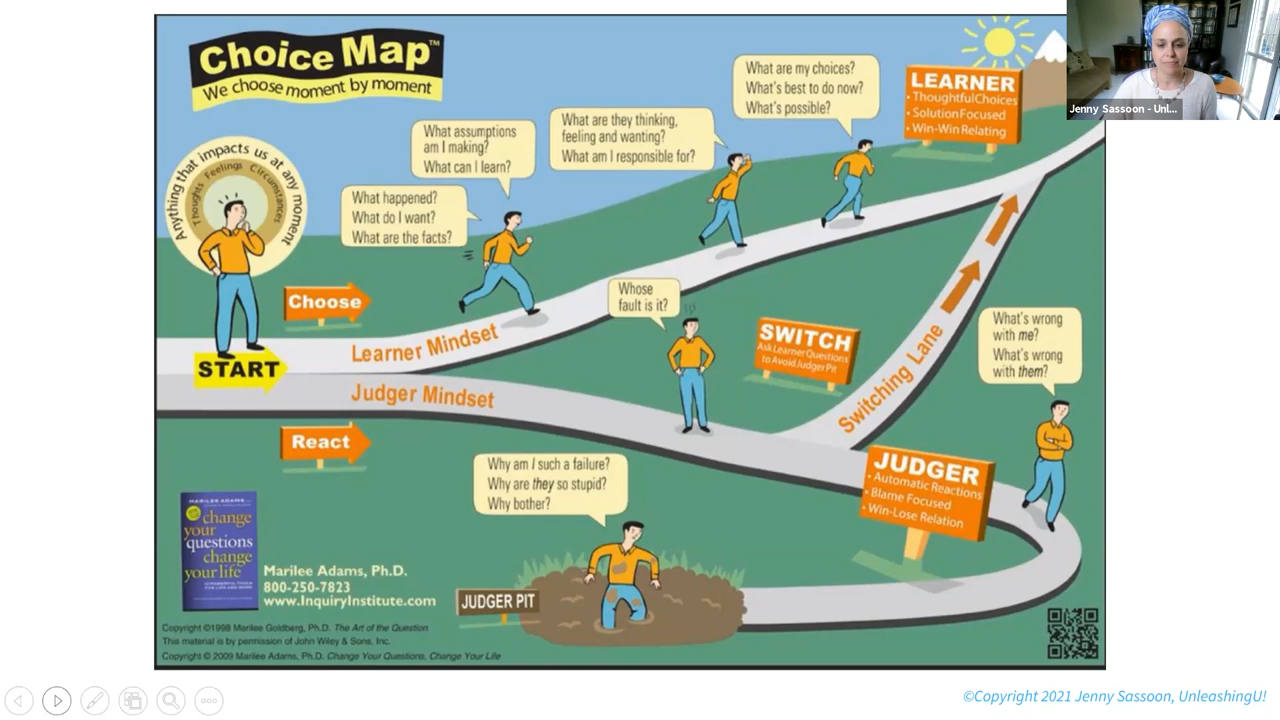 Choice Map™
We choose moment by moment
Anything that impacts us at any moment
Thoughts Feelings Circumstances
What happened?
What do I want?
What are the facts?
What assumptions
am I making?
What can I learn?
What are they thinking,
feeling and wanting?
What am I responsible for?
What are my choices?
What's best to do now?
What's possible?
LEARNER
• Thoughtful Choices
• Solution Focused
• Win-Win Relating
Jenny Sassoon - Unl...
Choose
START
Learner Mindset
Judger Mindset
React
Whose
fault is it?
SWITCH
Ask Learner Questions
to Avoid Judger Pit
Switching Lane
What's wrong
with me?
What's wrong
with them?
JUDGER
• Automatic Reactions
• Blame Focused
• Win-Lose Relation
Why am I such a failure?
Why are they so stupid?
Why bother?
JUDGER PIT
MARILEE ADAMS
change
your
questions
change
your life
Marilee Adams, Ph.D.
800-250-7823
www.InquiryInstitute.com
Copyright ©1998 Marilee Goldberg, Ph.D. The Art of the Question
This material is by permission of John Wiley & Sons, Inc.
Copyright © 2009 Marilee Adams, Ph.D. Change Your Questions, Change Your Life
©Copyright 2021 Jenny Sassoon, UnleashingU!